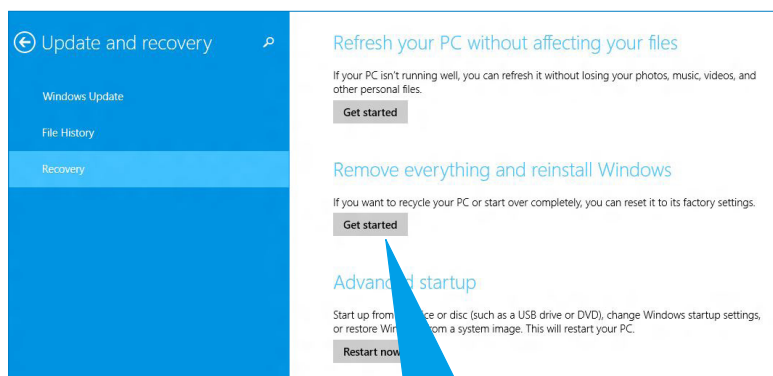 Update and recovery
Windows Update
File History
Recovery
Refresh your PC without affecting your files
If your PC isn't running well, you can refresh it without losing your photos, music, videos, and
other personal files.
Get started
Remove everything and reinstall Windows
If you want to recycle your PC or start over completely, you can reset it to its factory settings.
Get started
startup
Start up from or disc (such as a USB drive or DVD), change Windows startup settings,
or restore from a system image. This will restart your PC.
Restart now